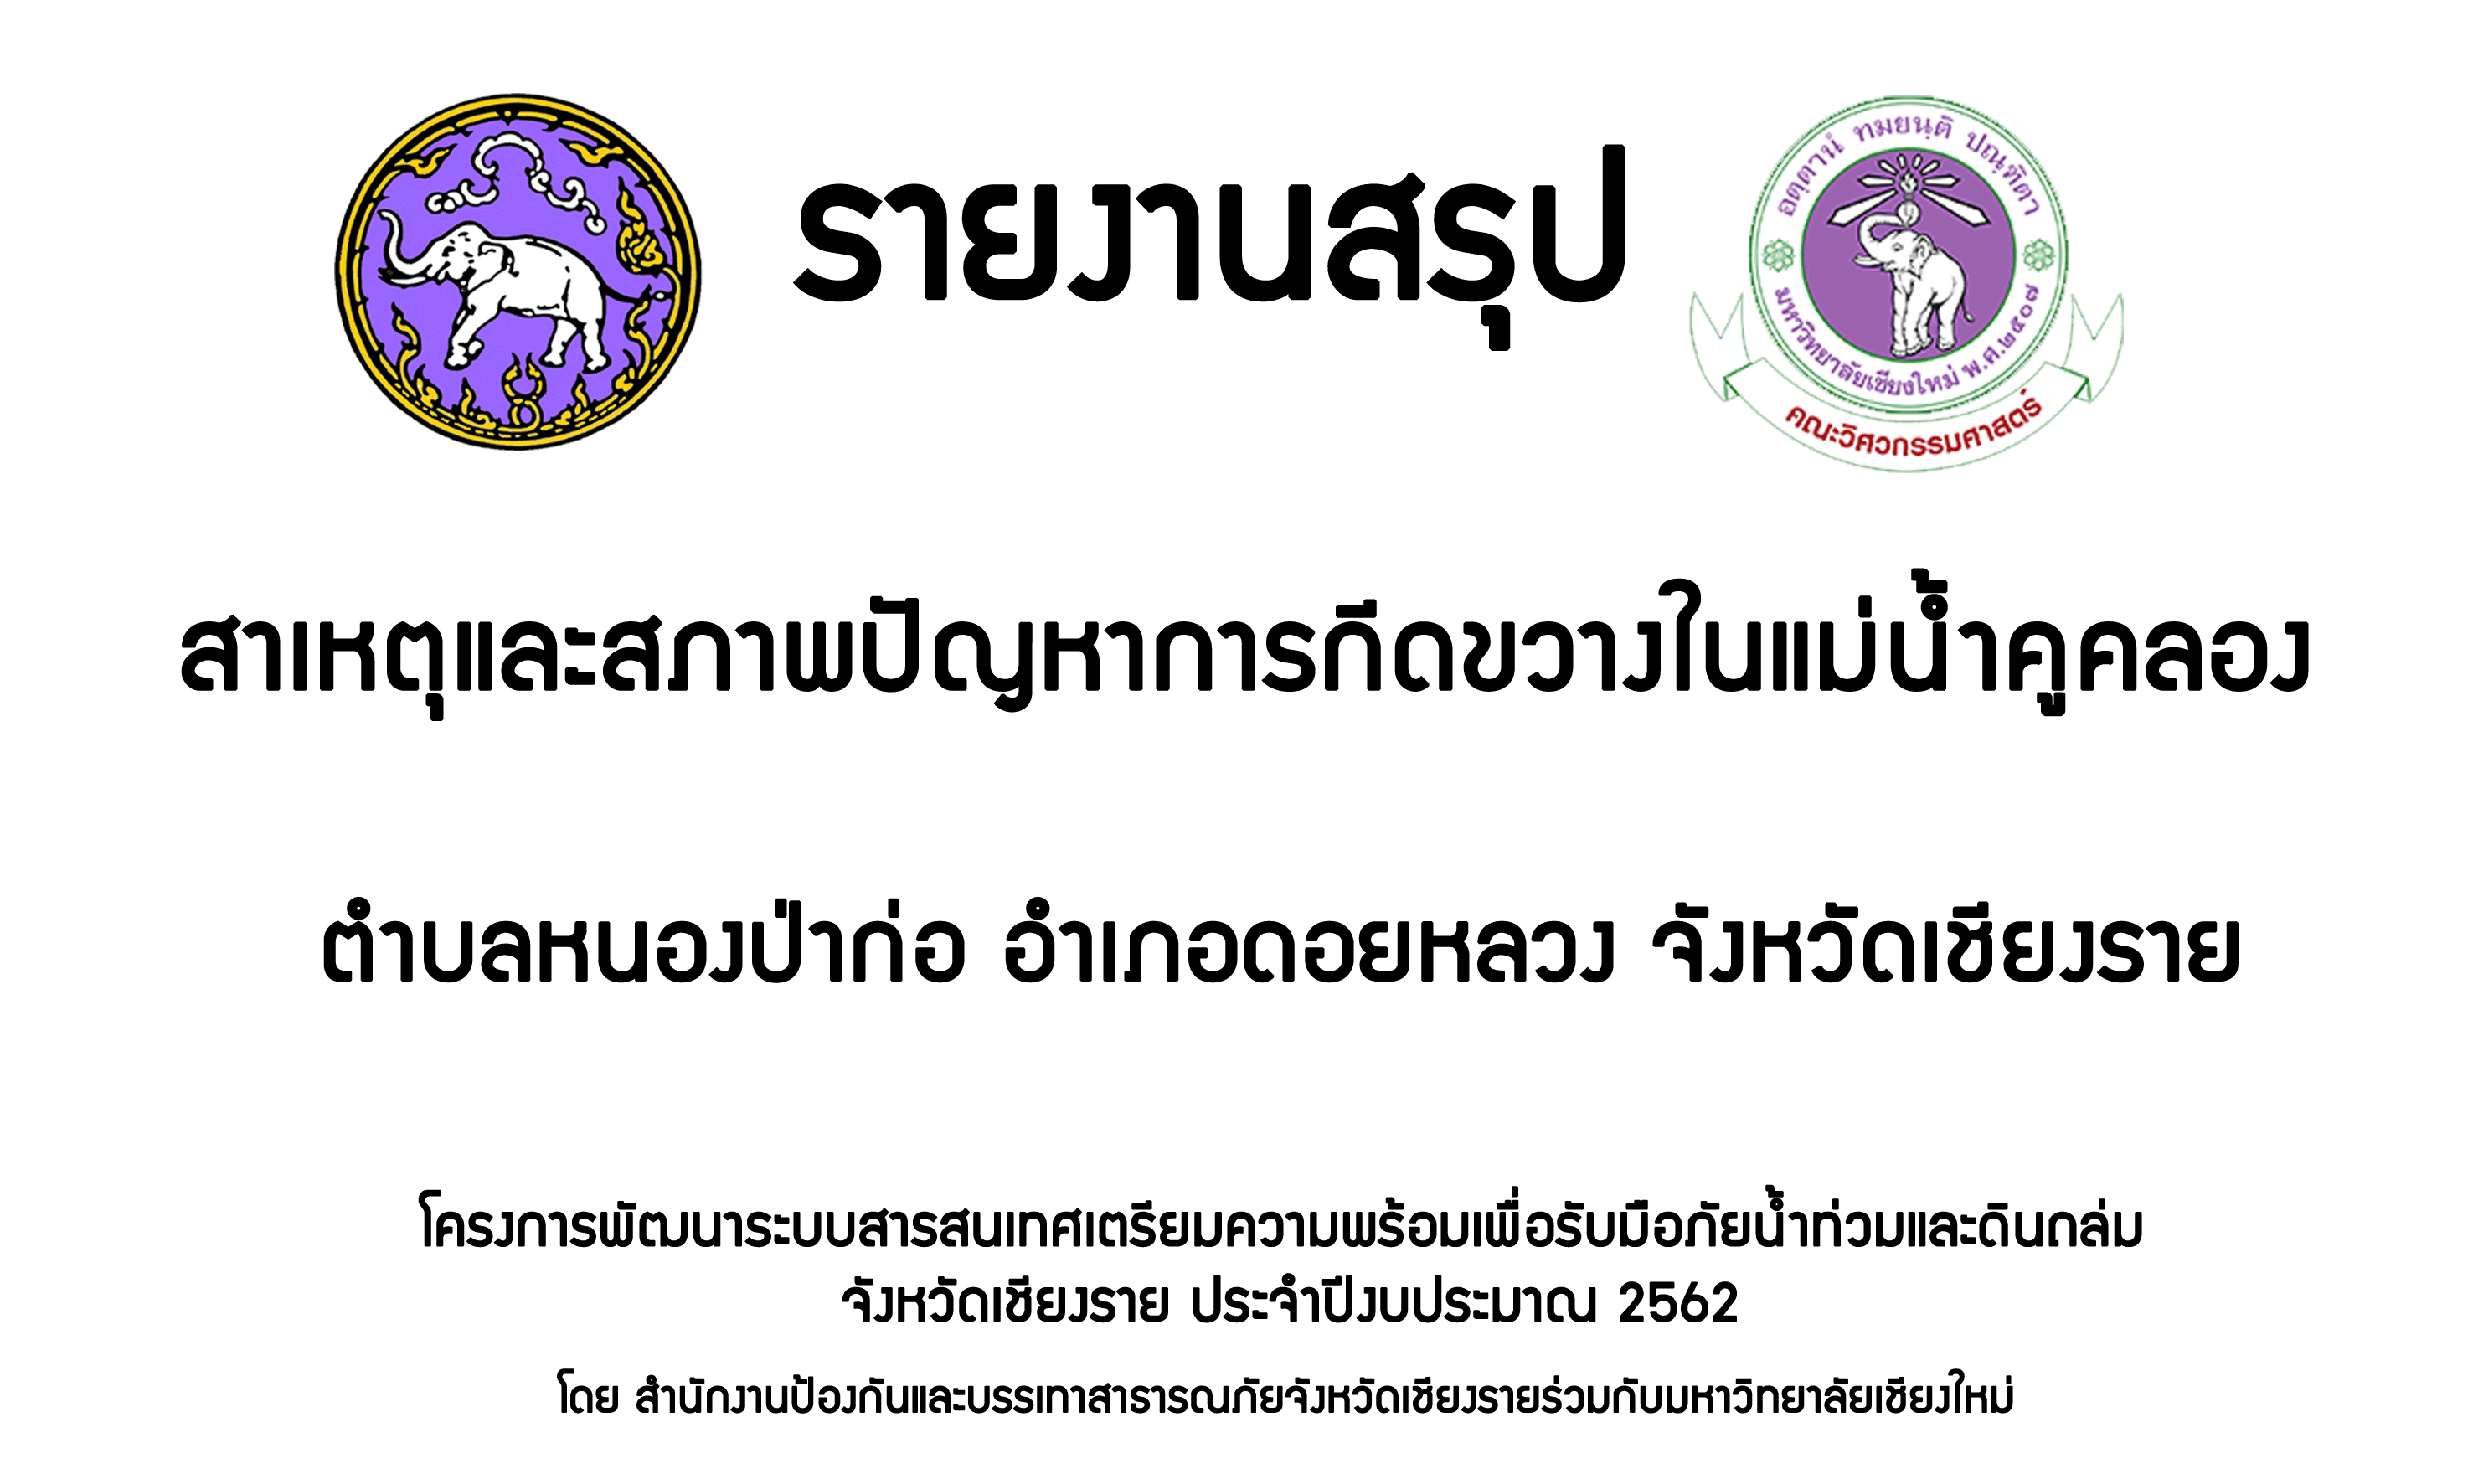 รายงานสรุป
อตฺตานํ ทมยนฺติ ปณฺฑิตา
มหาวิทยาลัยเชียงใหม่ พ.ศ.๒๕๐๗
คณะวิศวกรรมศาสตร์
สาเหตุและสภาพปัญหาการกีดขวางในแม่น้ำคูคลอง
ตำบลหนองป่าก่อ อำเภอดอยหลวง จังหวัดเชียงราย
โครงการพัฒนาระบบสารสนเทศเตรียมความพร้อมเพื่อรับมือภัยน้ำท่วมและดินถล่ม
จังหวัดเชียงราย ประจำปีงบประมาณ 2562
โดย สำนักงานป้องกันและบรรเทาสาธารณภัยจังหวัดเชียงรายร่วมกับมหาวิทยาลัยเชียงใหม่